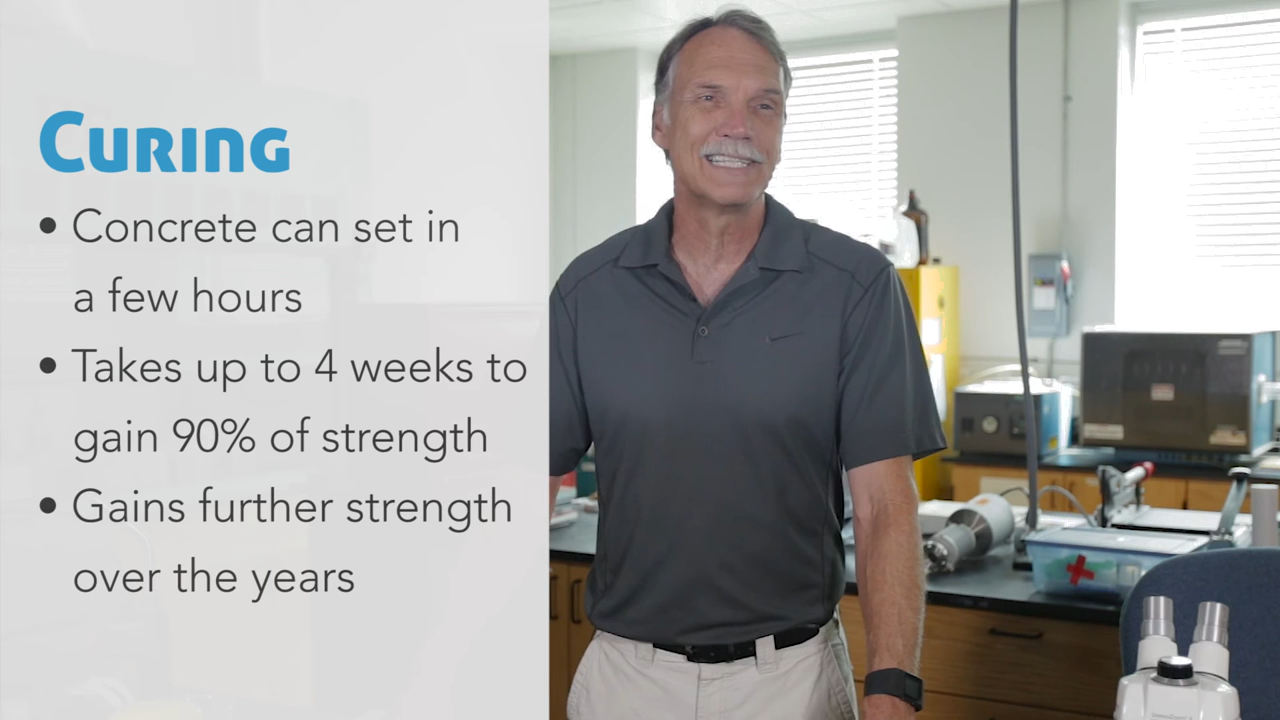 Curing
• Concrete can set in
a few hours
• Takes up to 4 weeks to
gain 90% of strength
• Gains further strength
over the years